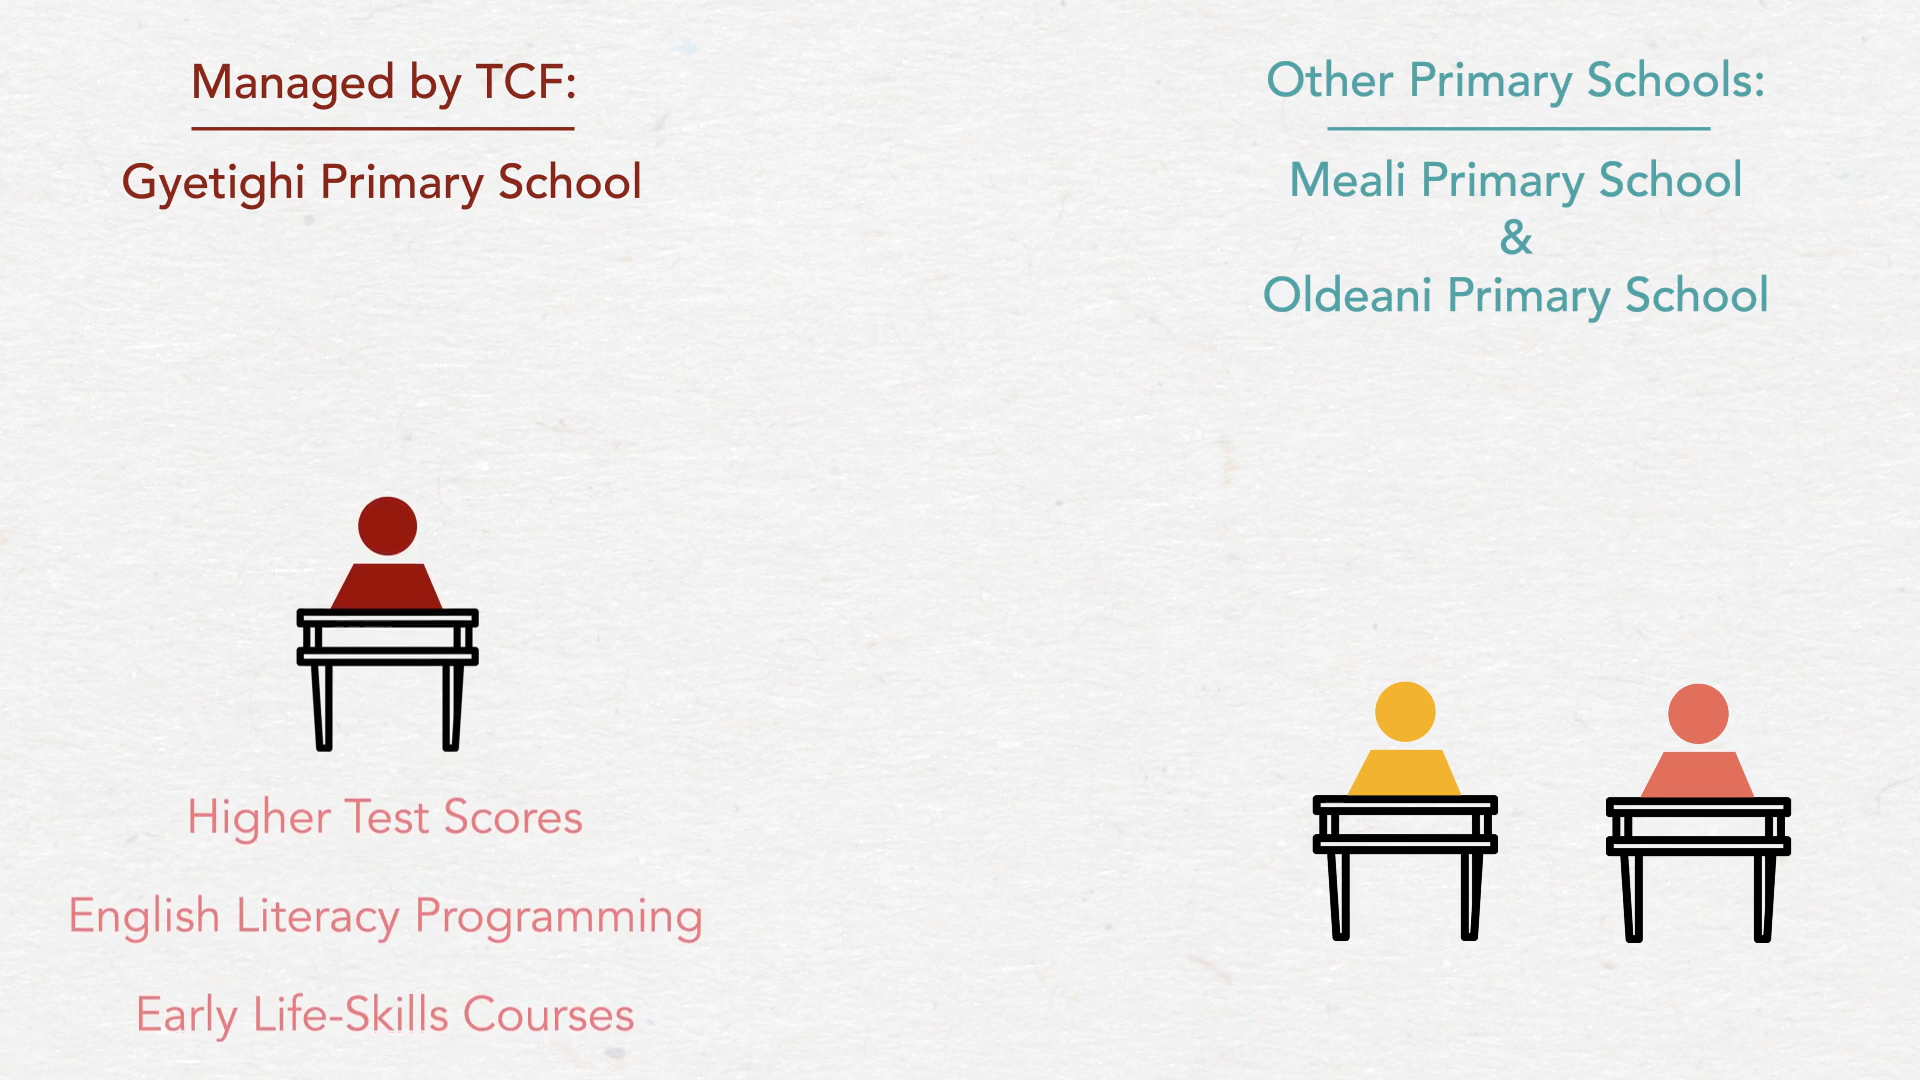 Managed by TCF:
Gyetighi Primary School
Higher Test Scores
English Literacy Programming
Early Life-Skills Courses
Other Primary Schools:
Meali Primary School
&
Oldeani Primary School